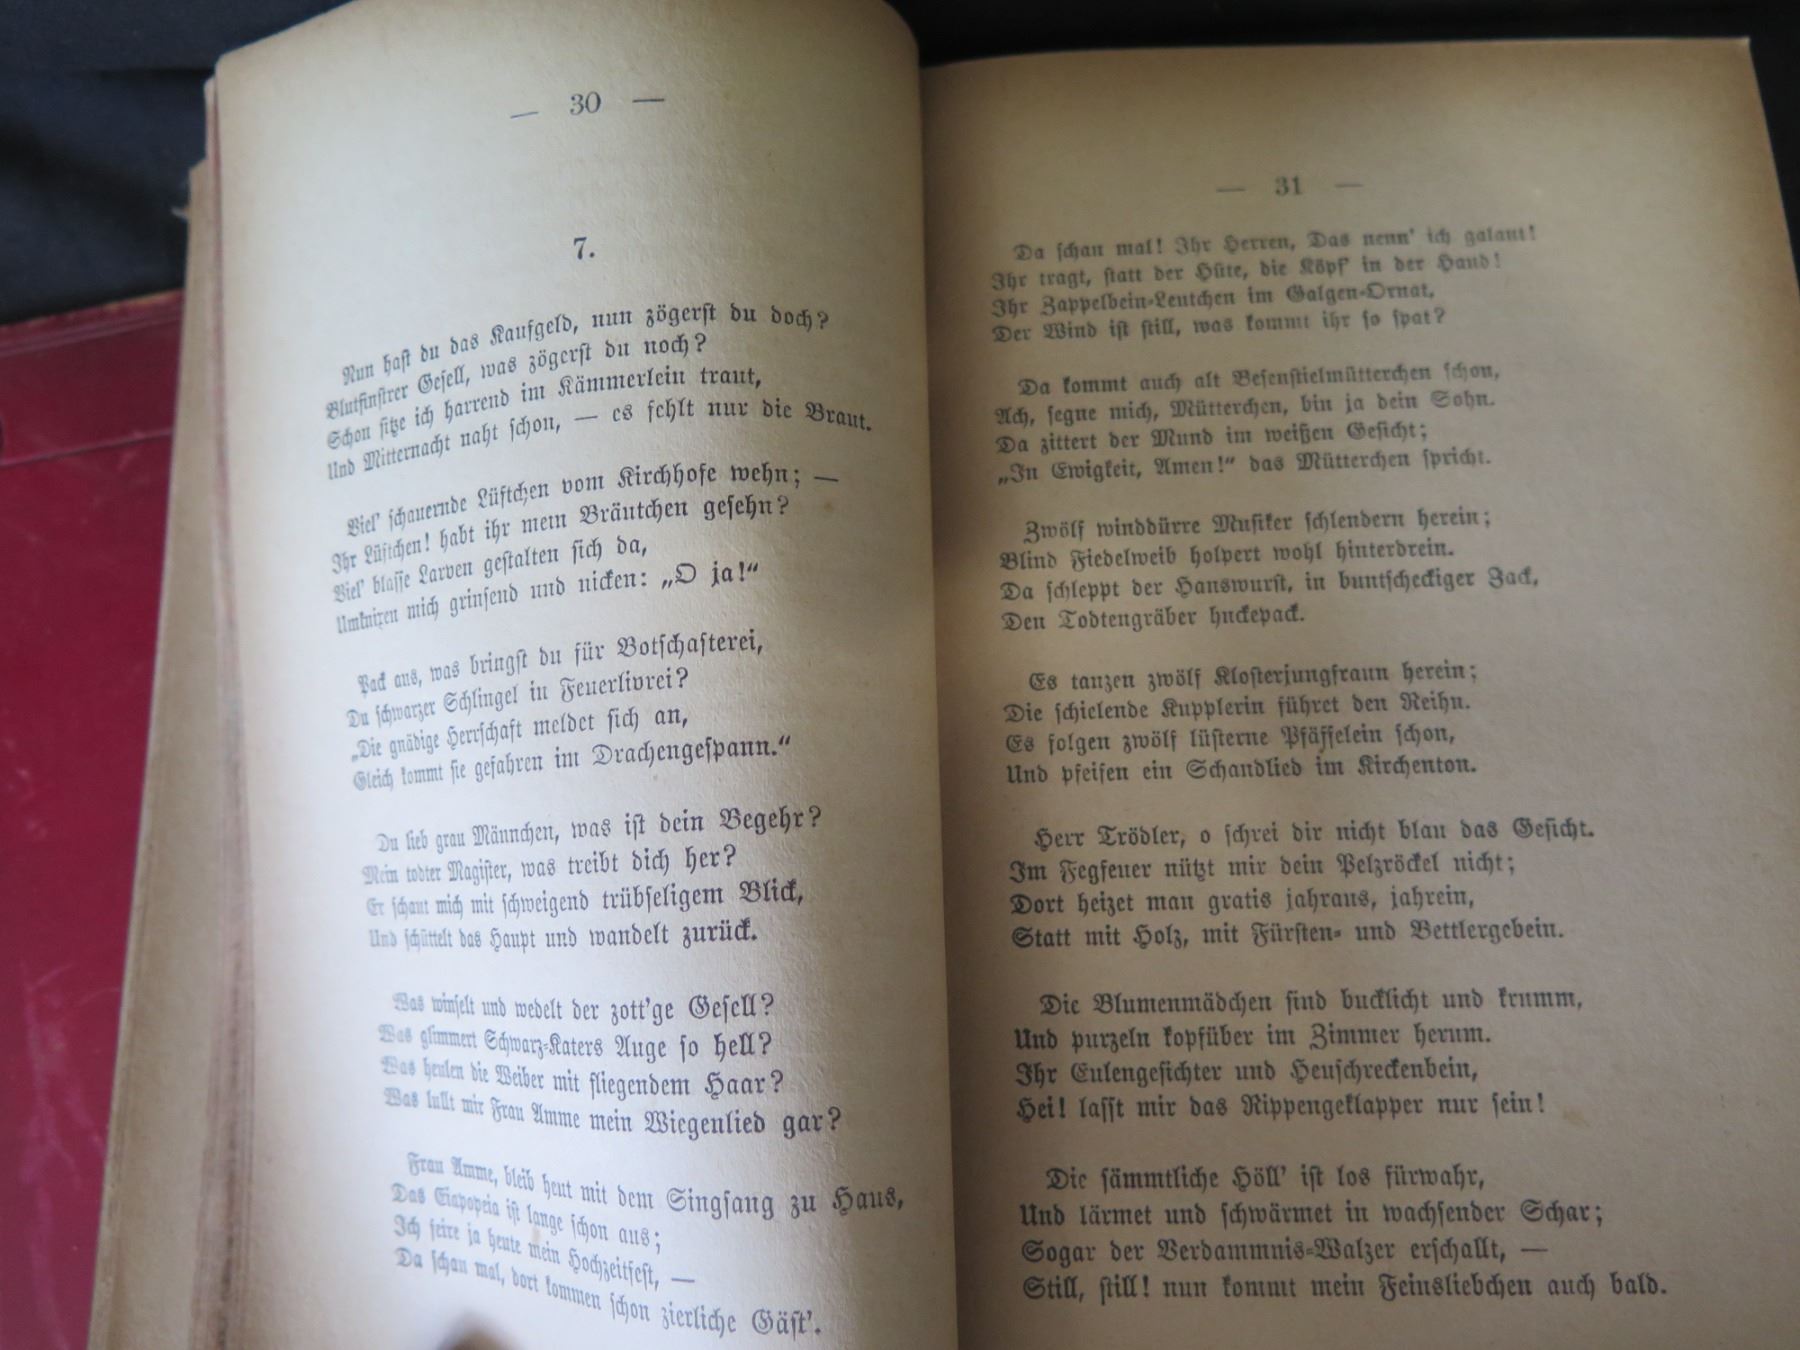 — 30 —
7.
Nun hast du das Kaufgeld, nun zögerst du doch?
Blutfinstrer Gesell, was zögerst du noch?
Schon sitze ich harrend im Kämmerlein traut,
Und Mitternacht naht schon, — es fehlt nur die Braut.
Viel' schauernde Lüftchen vom Kirchhofe wehn; —
Ihr Lüftchen! habt ihr mein Bräutchen gesehn?
Viel' blasse Larven gestalten sich da,
Umknixen mich grinsend und nicken: „O ja!“
Pack aus, was bringst du für Botschafterei,
Du schwarzer Schlingel in Feuerlivrei?
„Die gnädige Herrschaft meldet sich an,
Gleich kommt sie gefahren im Drachengespann.“
Du lieb grau Männchen, was ist dein Begehr?
Mein todter Magister, was treibt dich her?
Er schaut mich mit schweigend trübseligem Blick,
Und schüttelt das Haupt und wandelt zurück.
Was winselt und wedelt der zott'ge Gesell?
Was glimmert Schwarz-Katers Auge so hell?
Was heulen die Weiber mit fliegendem Haar?
Was lullt mir Frau Amme mein Wiegenlied gar?
Frau Amme, bleib heut mit dem Singsang zu Haus,
Das Eiapopeia ist lange schon aus;
Ich feire ja heute mein Hochzeitfest, —
Da schau mal, dort kommen schon zierliche Gäst'.
— 31 —
Da schau mal! Ihr Herren, Das nenn' ich galant!
Ihr tragt, statt der Hüte, die Köpf' in der Hand!
Ihr Zappelbein-Leutchen im Galgen-Ornat,
Der Wind ist still, was kommt ihr so spat?
Da kommt auch alt Besenstielmütterchen schon,
Ach, segne mich, Mütterchen, bin ja dein Sohn.
Da zittert der Mund im weißen Gesicht;
„In Ewigkeit, Amen!“ das Mütterchen spricht.
Zwölf winddürre Musiker schlendern herein;
Blind Fiedelweib holpert wohl hinterdrein.
Da schleppt der Hanswurst, in buntscheckiger Jack,
Den Todtengräber huckepack.
Es tanzen zwölf Klosterjungfraun herein;
Die schielende Kupplerin führet den Reihn.
Es folgen zwölf lüsterne Pfäffelein schon,
Und pfeifen ein Schandlied im Kirchenton.
Herr Trödler, o schrei dir nicht blau das Gesicht.
Im Fegfeuer nützt mir dein Pelzröckel nicht;
Dort heizet man gratis jahraus, jahrein,
Statt mit Holz, mit Fürsten- und Bettlergebein.
Die Blumenmädchen sind bucklicht und krumm,
Und purzeln kopfüber im Zimmer herum.
Ihr Eulengesichter und Heuschreckenbein,
Hei! lasst mir das Rippengeklapper nur sein!
Die sämmtliche Höll' ist los fürwahr,
Und lärmet und schwärmet in wachsender Schar;
Sogar der Verdammnis-Walzer erschallt, —
Still, still! nun kommt mein Feinsliebchen auch bald.